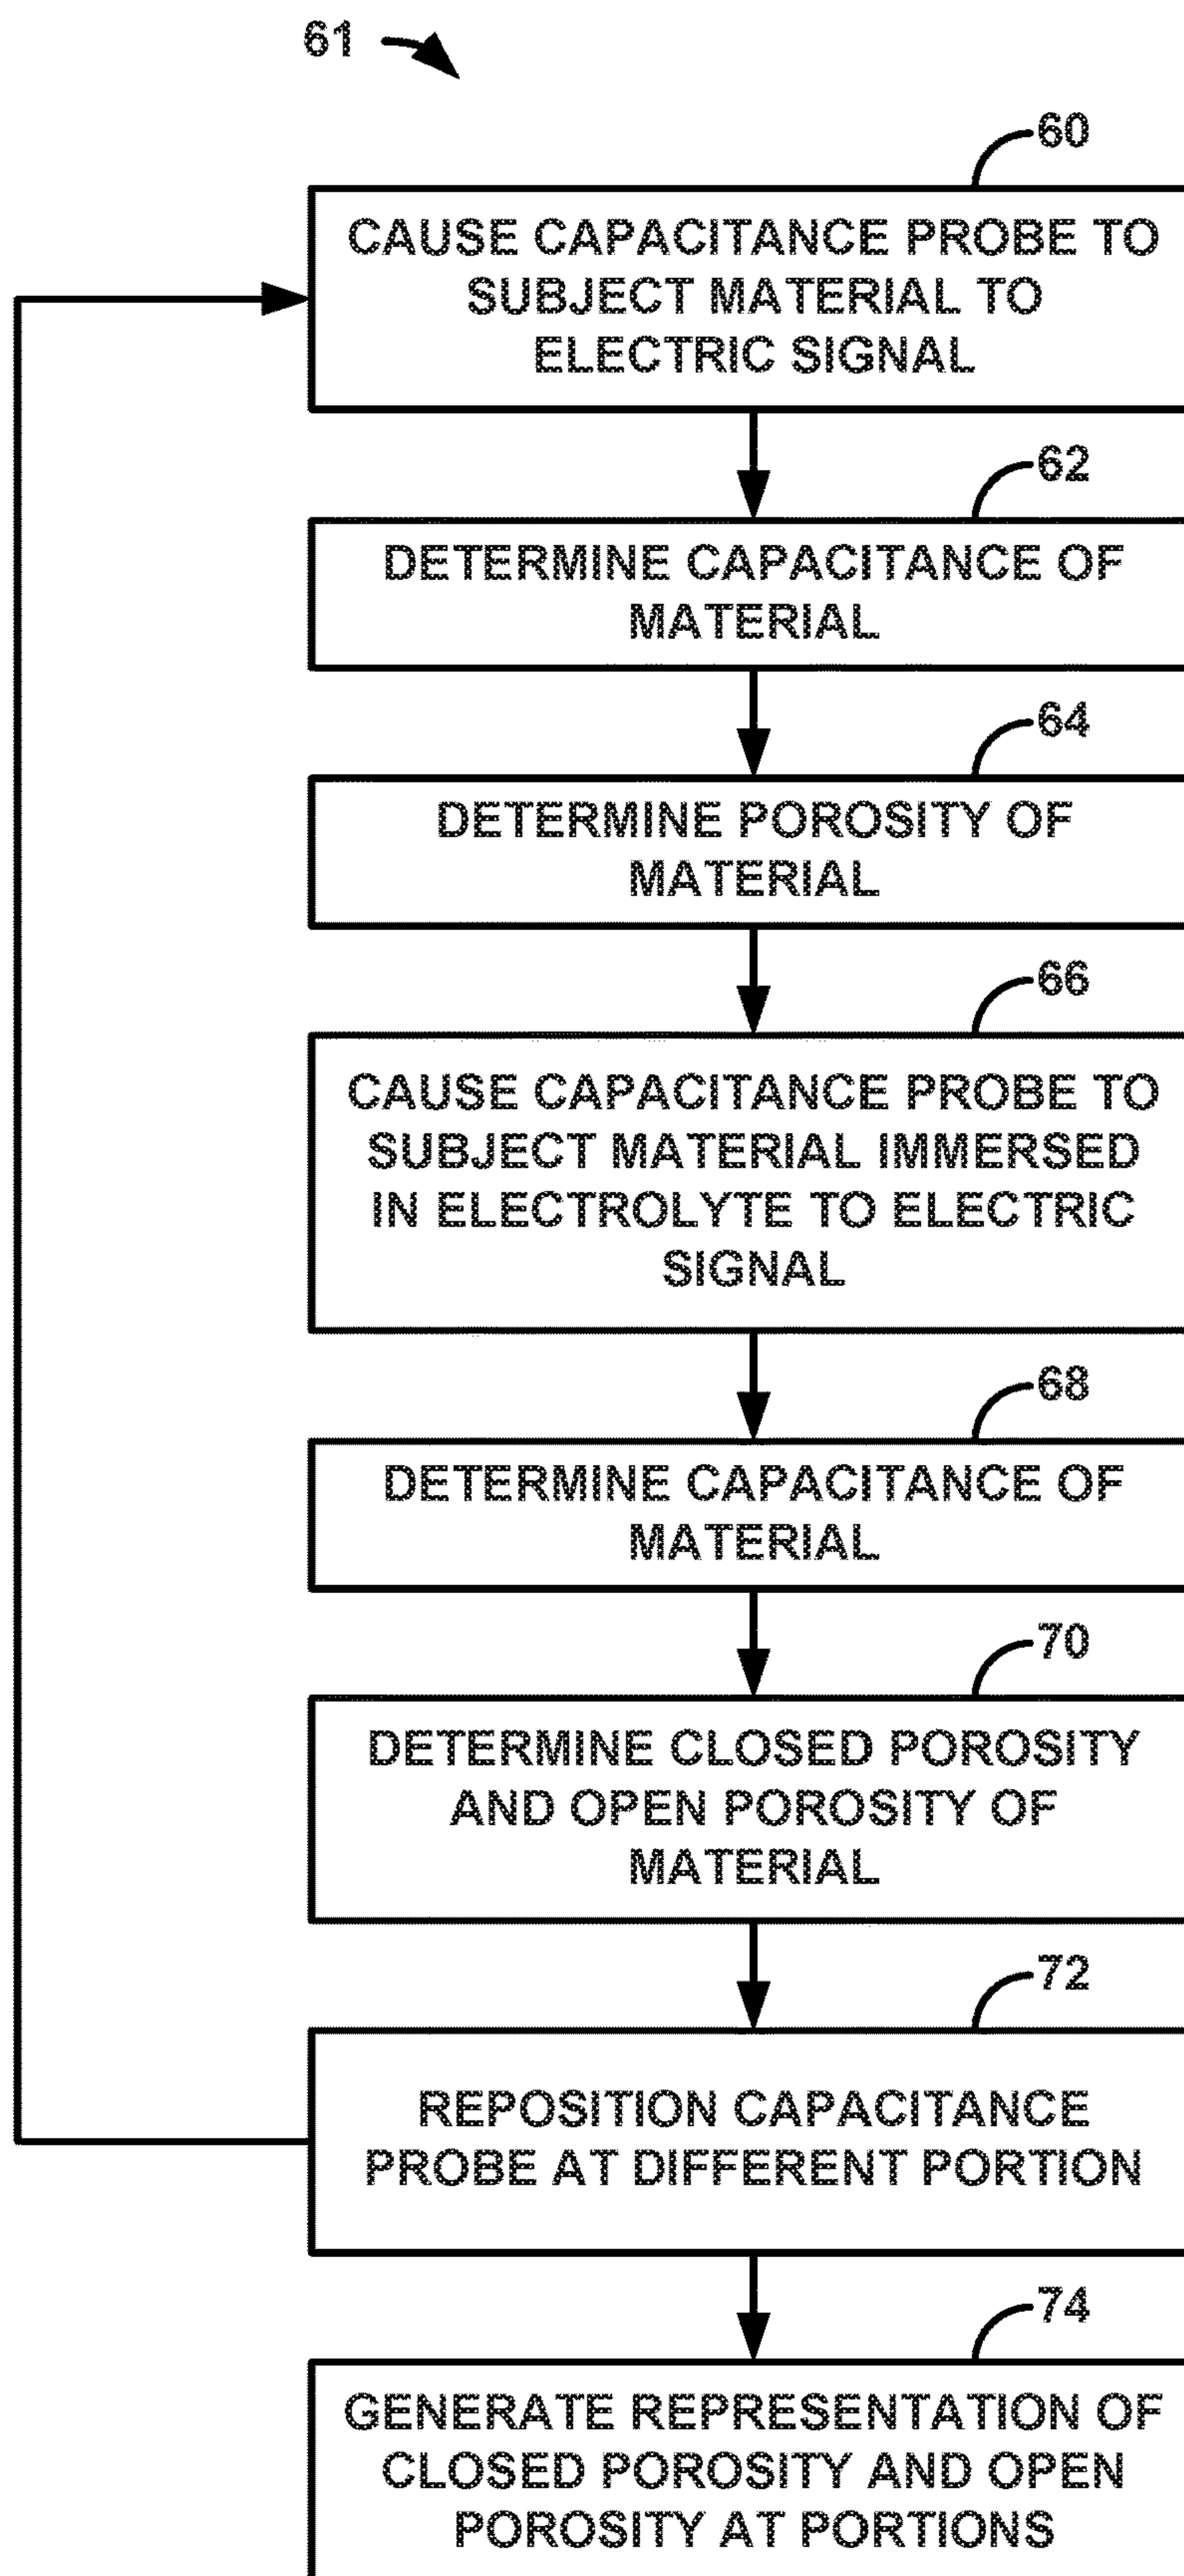 61
60
CAUSE CAPACITANCE PROBE TO
SUBJECT MATERIAL TO
ELECTRIC SIGNAL
62
DETERMINE CAPACITANCE OF
MATERIAL
64
DETERMINE POROSITY OF
MATERIAL
66
CAUSE CAPACITANCE PROBE TO
SUBJECT MATERIAL IMMERSED
IN ELECTROLYTE TO ELECTRIC
SIGNAL
68
DETERMINE CAPACITANCE OF
MATERIAL
70
DETERMINE CLOSED POROSITY
AND OPEN POROSITY OF
MATERIAL
72
REPOSITION CAPACITANCE
PROBE AT DIFFERENT PORTION
74
GENERATE REPRESENTATION OF
CLOSED POROSITY AND OPEN
POROSITY AT PORTIONS